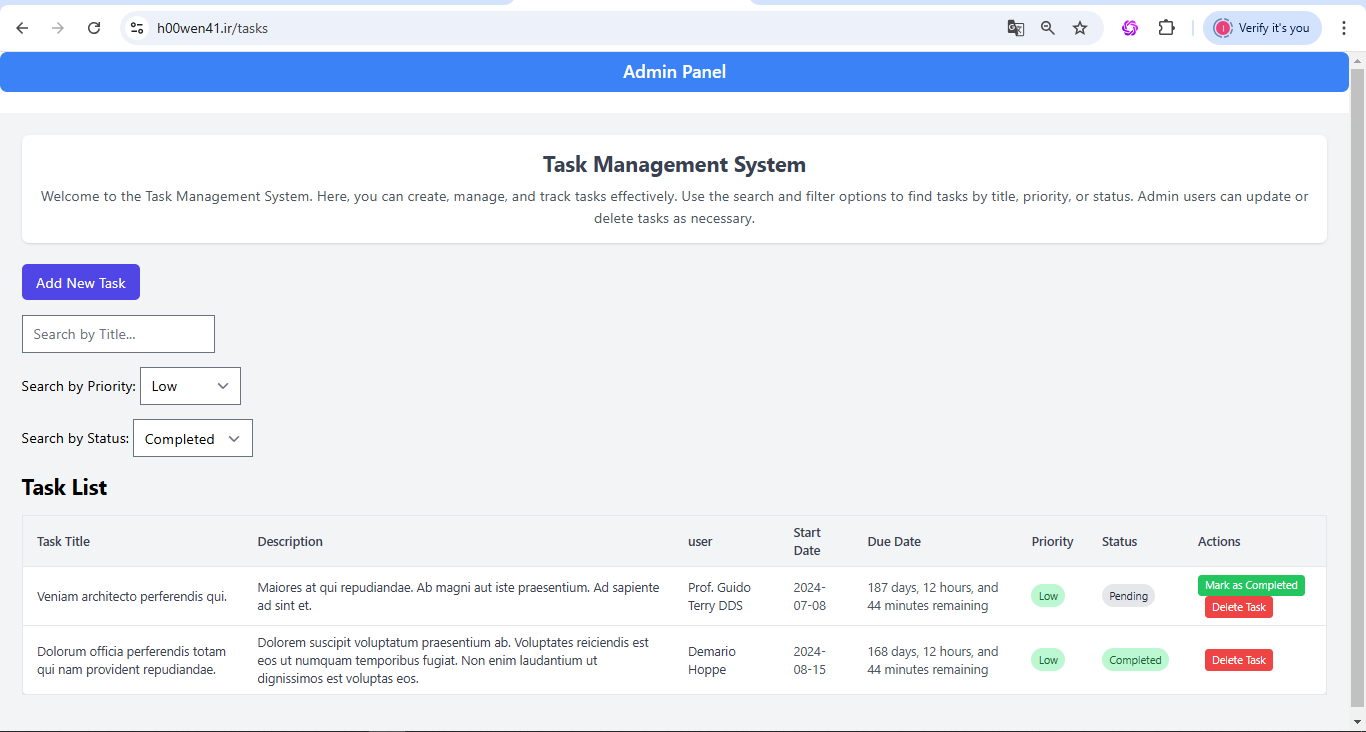 h00wen41.ir/tasks
Verify it's you
Admin Panel
Task Management System
Welcome to the Task Management System. Here, you can create, manage, and track tasks effectively. Use the search and filter options to find tasks by title, priority, or status. Admin users can update or
delete tasks as necessary.
Add New Task
Search by Title...
Search by Priority: Low
Search by Status: Completed
Task List
Task Title Description user Start Date Due Date Priority Status Actions
Veniam architecto perferendis qui.
Maiores at qui repudiandae. Ab magni aut iste praesentium. Ad sapiente
ad sint et.
Prof. Guido
Terry DDS
2024-
07-08
187 days, 12 hours, and
44 minutes remaining
Low
Pending
Mark as Completed
Delete Task
Dolorum officia perferendis totam
qui nam provident repudiandae.
Dolorem suscipit voluptatum praesentium ab. Voluptates reiciendis est
eos ut numquam temporibus fugiat. Non enim laudantium ut
dignissimos est voluptas eos.
Demario
Hoppe
2024-
08-15
168 days, 12 hours, and
44 minutes remaining
Low
Completed
Delete Task